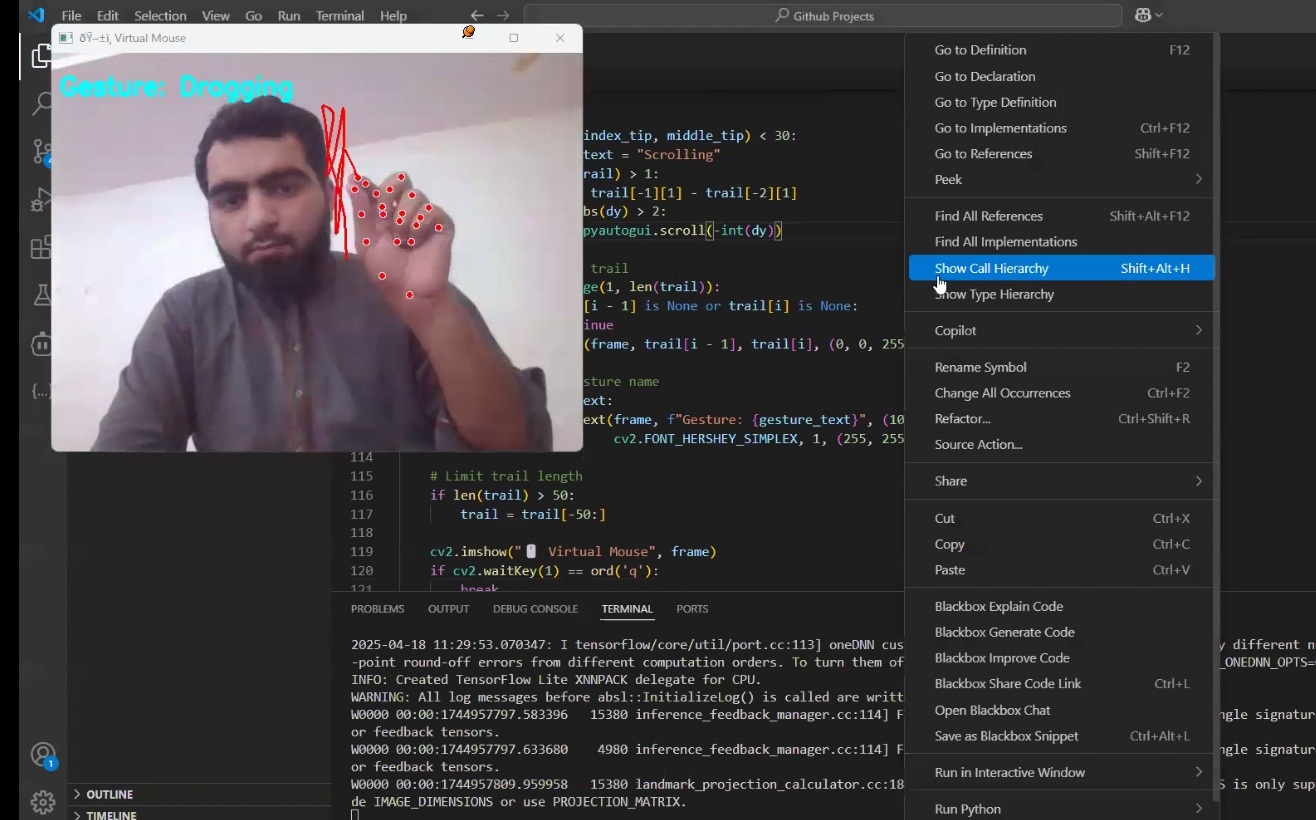 File Edit Selection View Go Run Terminal Help
Github Projects
ðŸ–±ï¸ Virtual Mouse
Gesture: Dragging
index_tip, middle_tip) < 30:
text = "Scrolling"
rail) > 1:
trail[-1][1] - trail[-2][1]
bs(dy) > 2:
pyautogui.scroll(-int(dy))
trail
ge(1, len(trail)):
[i - 1] is None or trail[i] is None:
inue
(frame, trail[i - 1], trail[i], (0, 0, 255
sture name
ext:
ext(frame, f"Gesture: {gesture_text}", (10
cv2.FONT_HERSHEY_SIMPLEX, 1, (255, 255
114
115 # Limit trail length
116 if len(trail) > 50:
117 trail = trail[-50:]
118
119 cv2.imshow("🖱️ Virtual Mouse", frame)
120 if cv2.waitKey(1) == ord('q'):
121 break
Go to Definition F12
Go to Declaration
Go to Type Definition
Go to Implementations Ctrl+F12
Go to References Shift+F12
Peek
Find All References Shift+Alt+F12
Find All Implementations
Show Call Hierarchy Shift+Alt+H
Show Type Hierarchy
Copilot
Rename Symbol F2
Change All Occurrences Ctrl+F2
Refactor... Ctrl+Shift+R
Source Action...
Share
Cut Ctrl+X
Copy Ctrl+C
Paste Ctrl+V
Blackbox Explain Code
Blackbox Generate Code
Blackbox Improve Code
Blackbox Share Code Link Ctrl+L
Open Blackbox Chat
Save as Blackbox Snippet Ctrl+Alt+L
Run in Interactive Window
Run Python
PROBLEMS OUTPUT DEBUG CONSOLE TERMINAL PORTS
2025-04-18 11:29:53.070347: I tensorflow/core/util/port.cc:113] oneDNN cus y different n
-point round-off errors from different computation orders. To turn them of _ONEDNN_OPTS=
INFO: Created TensorFlow Lite XNNPACK delegate for CPU.
WARNING: All log messages before absl::InitializeLog() is called are writt
W0000 00:00:1744957797.583396 15380 inference_feedback_manager.cc:114] F ngle signatur
or feedback tensors.
W0000 00:00:1744957797.633680 4980 inference_feedback_manager.cc:114] F ngle signatur
or feedback tensors.
W0000 00:00:1744957809.959958 15380 landmark_projection_calculator.cc:18 S is only sup
de IMAGE_DIMENSIONS or use PROJECTION_MATRIX.
1
OUTLINE
TIMELINE